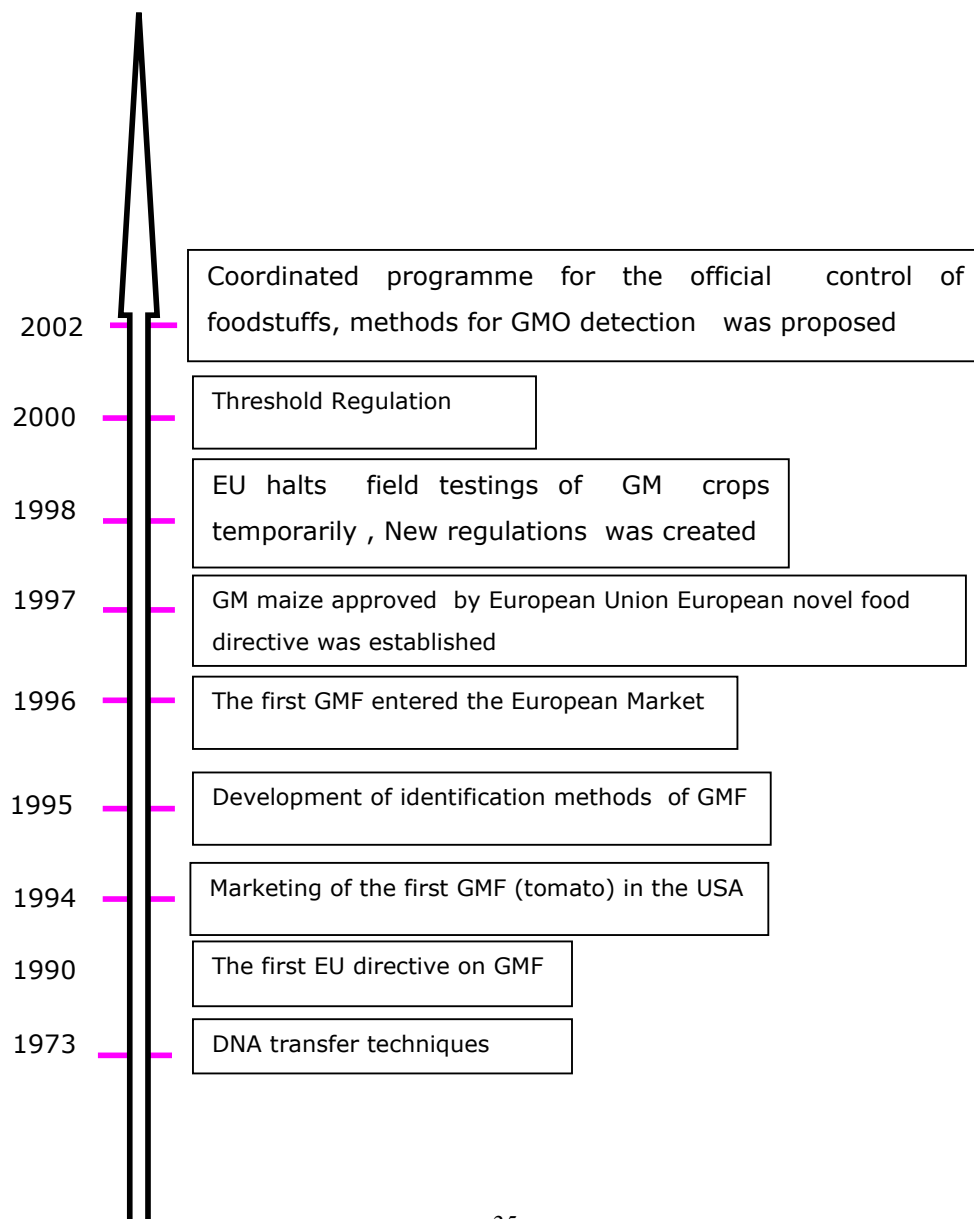 Coordinated programme for the official control of
2002 foodstuffs, methods for GMO detection was proposed
2000 Threshold Regulation
EU halts field testings of GM crops
1998 temporarily , New regulations was created
1997 GM maize approved by European Union European novel food
directive was established
1996 The first GMF entered the European Market
1995 Development of identification methods of GMF
1994 Marketing of the first GMF (tomato) in the USA
1990 The first EU directive on GMF
1973 DNA transfer techniques